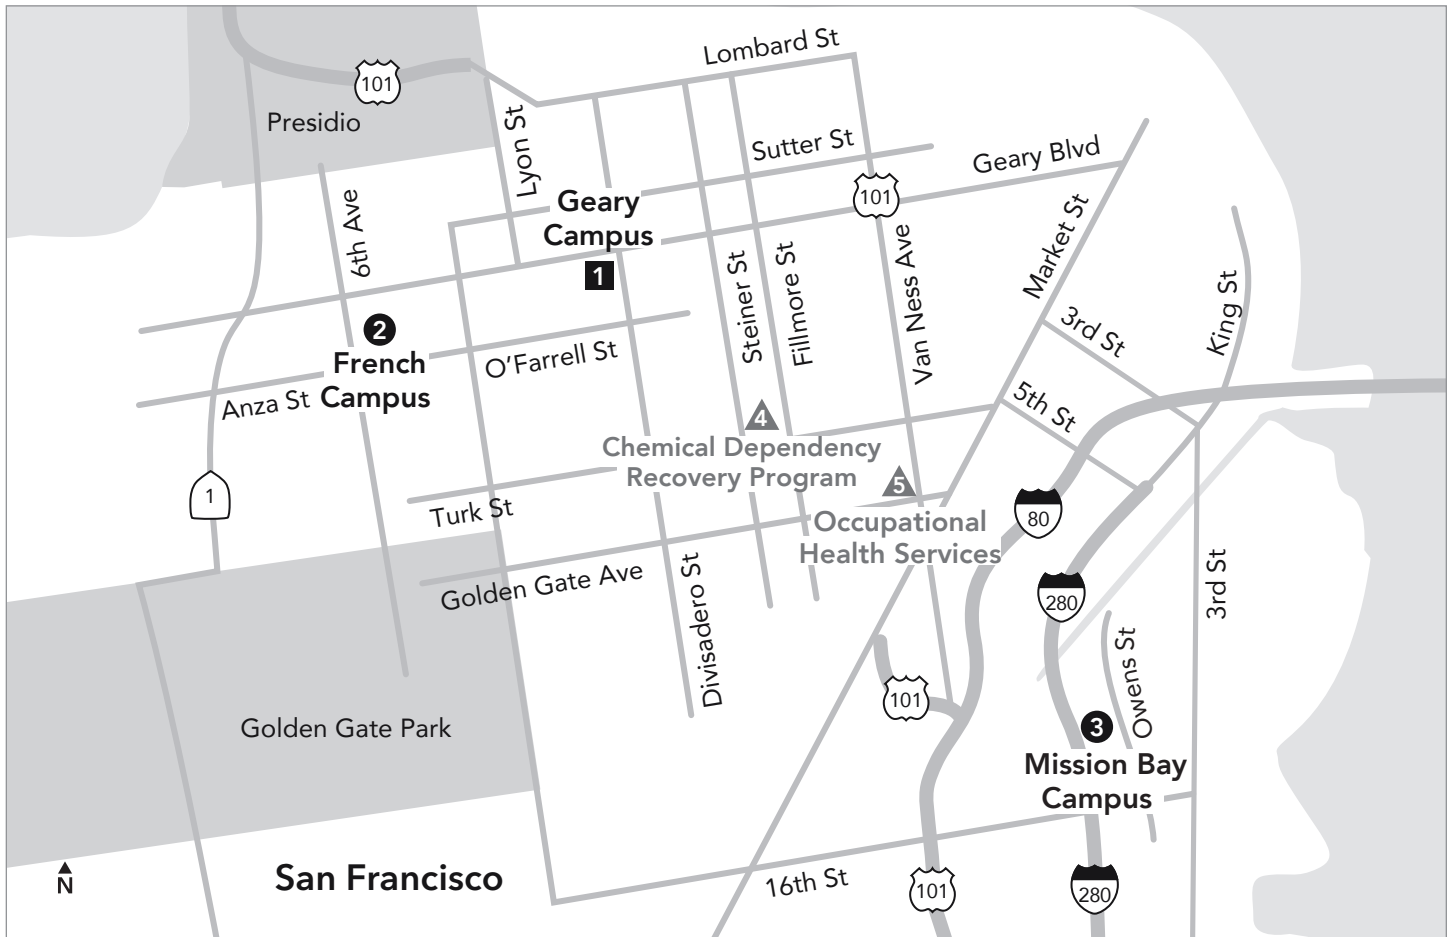 Lombard St
101
Presidio
Lyon St
Sutter St
Geary Blvd
6th Ave
Geary
Campus
1
101
Market St
Steiner St
Fillmore St
Van Ness Ave
King St
2
French
Campus
O'Farrell St
Anza St
3rd St
5th St
4
Chemical Dependency
Recovery Program
1
Turk St
5
Occupational
Health Services
80
Golden Gate Ave
Divisadero St
280
3rd St
Owens St
101
Golden Gate Park
3
Mission Bay
Campus
N
San Francisco
16th St
101
280